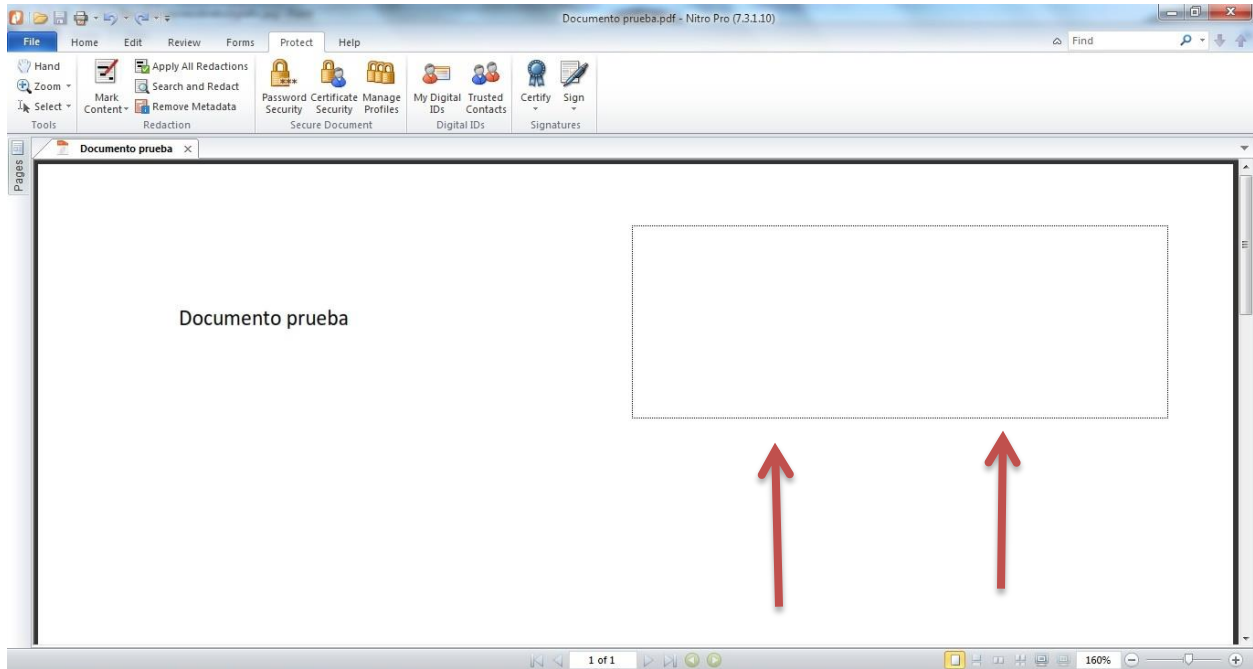 Documento prueba.pdf - Nitro Pro (7.3.1.10)
File Home Edit Review Forms Protect Help Find
Hand
Zoom
Select
Tools
Mark Content
Apply All Redactions
Search and Redact
Remove Metadata
Redaction
Password Security
Certificate Security
Manage Profiles
Secure Document
My Digital IDs
Trusted Contacts
Digital IDs
Certify
Sign
Signatures
Pages
Documento prueba
Documento prueba
1 of 1
160%